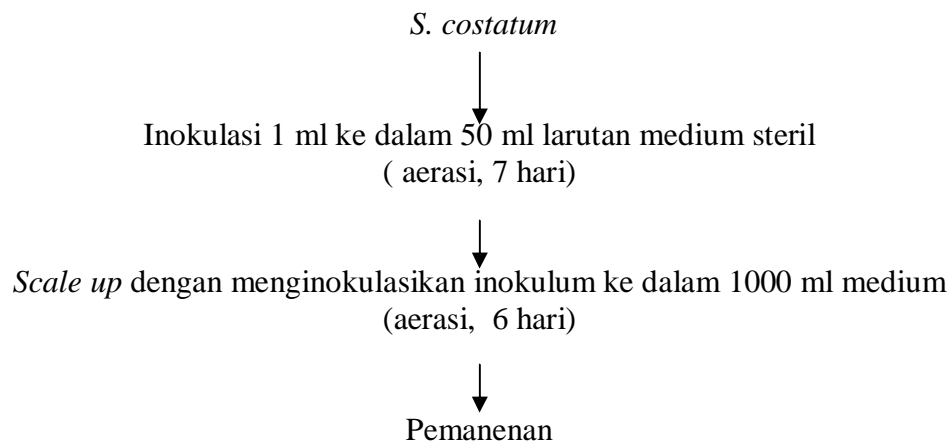 S. costatum
Inokulasi 1 ml ke dalam 50 ml larutan medium steril
( aerasi, 7 hari)
Scale up dengan menginokulasikan inokulum ke dalam 1000 ml medium
(aerasi,  6 hari)
Pemanenan